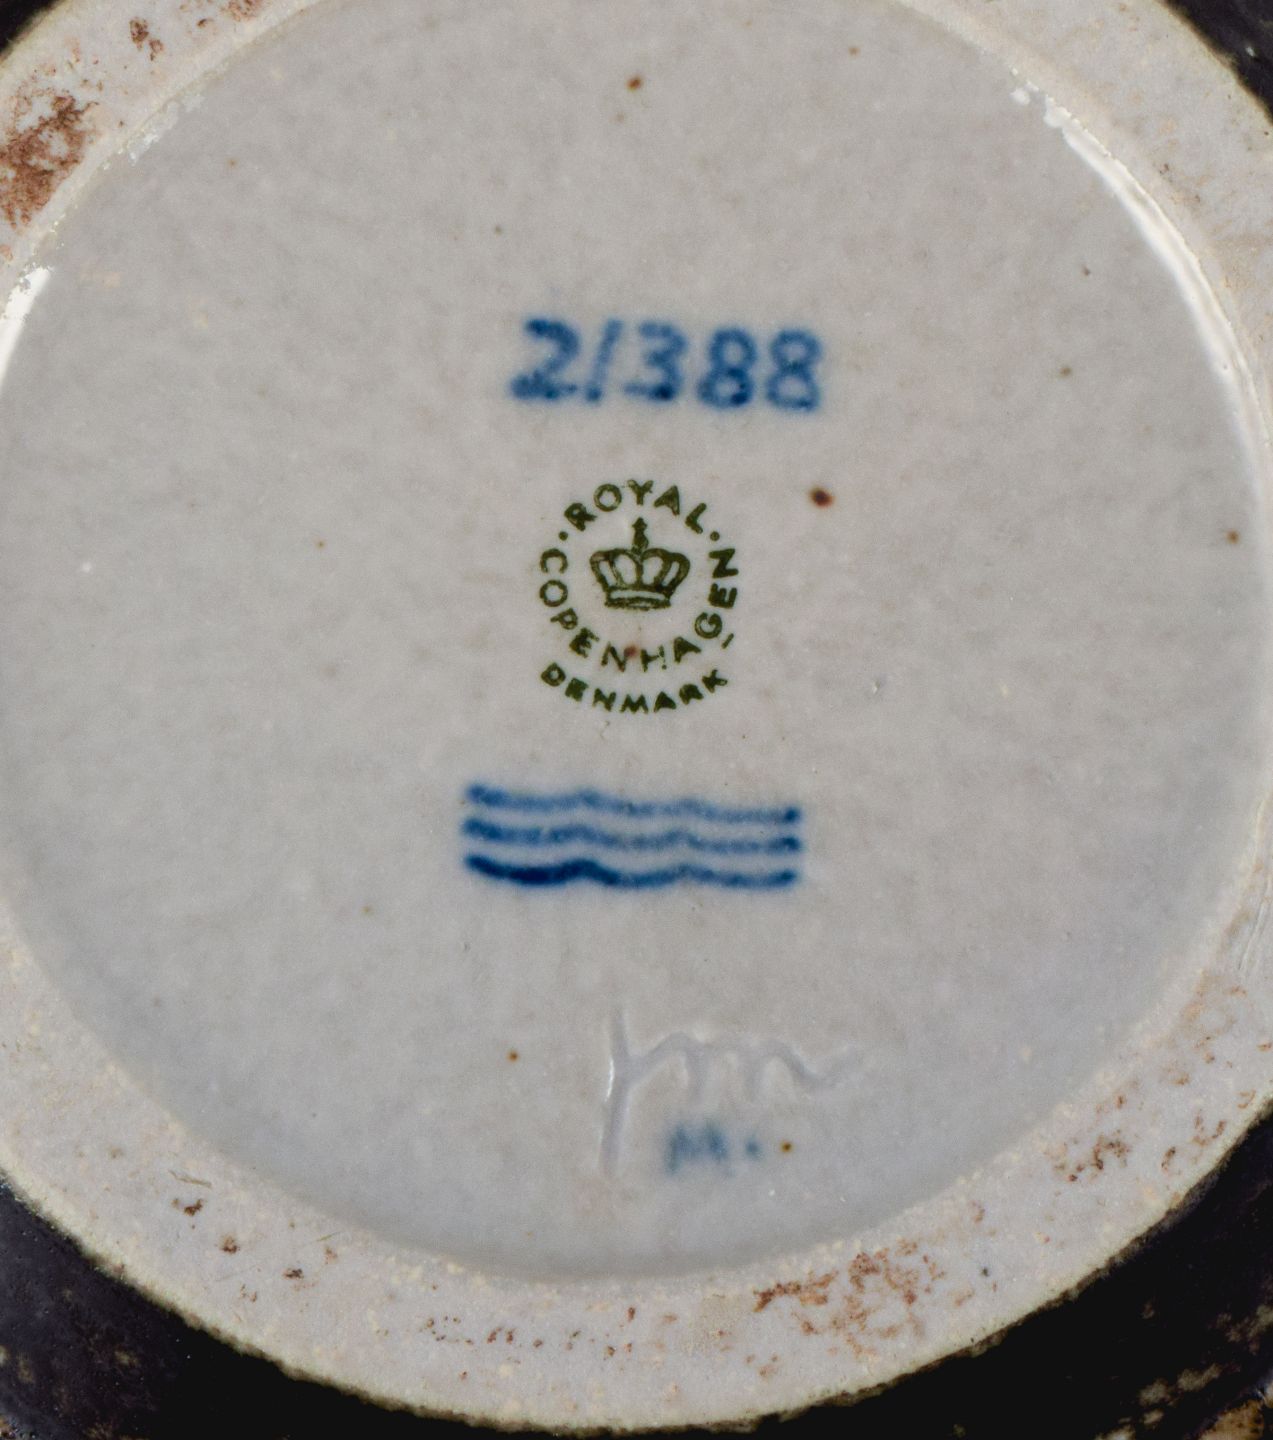 2/388
ROYAL
COPENHAGEN
DENMARK
M.